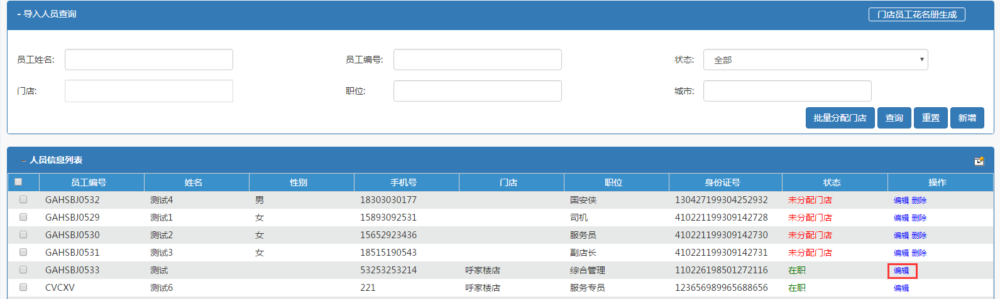 - 导入人员查询 门店员工花名册生成
员工姓名: 员工编号: 状态: 全部
门店: 职位: 城市:
批量分配门店 查询 重置 新增
人员信息列表
员工编号 姓名 性别 手机号 门店 职位 身份证号 状态 操作
GAHSBJ0532 测试4 男 18303030177 国安侠 130427199304252932 未分配门店 编辑 删除
GAHSBJ0529 测试1 女 15893092531 司机 410221199309142728 未分配门店 编辑 删除
GAHSBJ0530 测试2 女 15652923436 服务员 410221199309142730 未分配门店 编辑 删除
GAHSBJ0531 测试3 女 18515190543 副店长 410221199309142731 未分配门店 编辑 删除
GAHSBJ0533 测试 53253253214 呼家楼店 综合管理 110226198501272116 在职 编辑
CVCXV 测试6 221 呼家楼店 服务专员 123656989965688656 在职 编辑